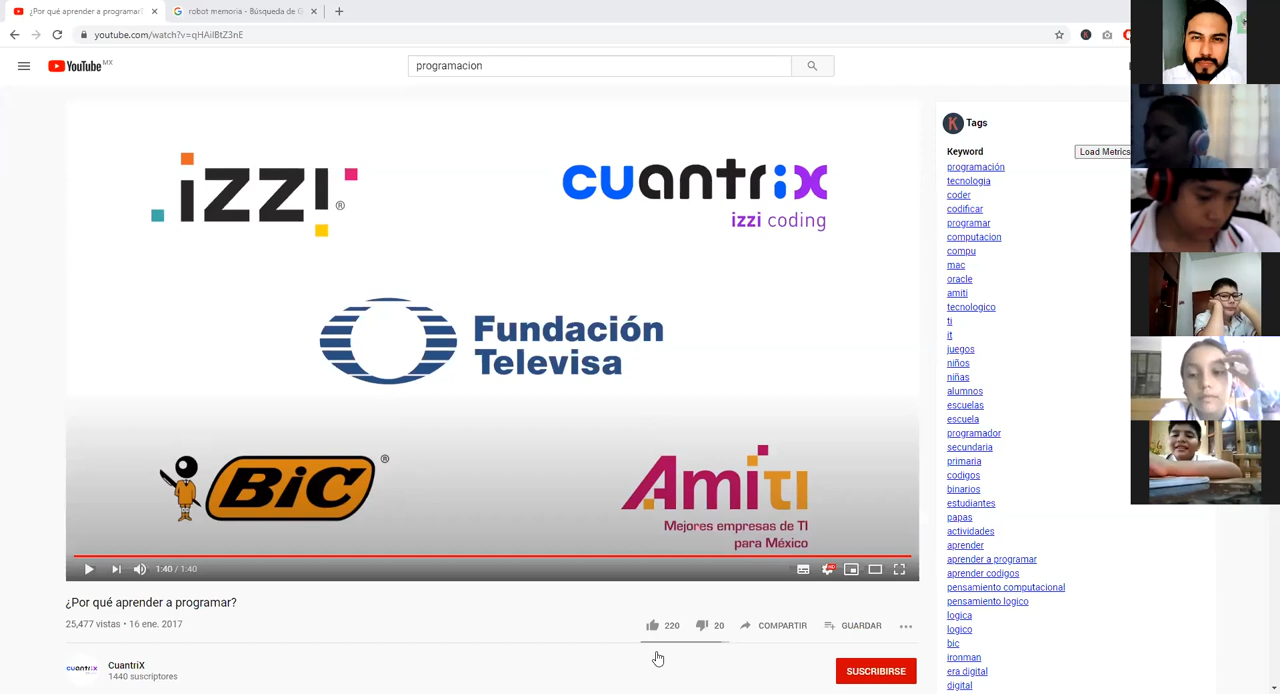 ¿Por qué aprender a programar?
robot memoria - Búsqueda de G
youtube.com/watch?v=qHAilBtZ3nE
YouTube MX
programacion
izzi®
cuantrix
izzi coding
Fundación
Televisa
BiC®
Amiti
Mejores empresas de TI
para México
1:40 / 1:40
HD
¿Por qué aprender a programar?
25,477 vistas • 16 ene. 2017
220
20
COMPARTIR
GUARDAR
cuantrix
CuantriX
1440 suscriptores
SUSCRIBIRSE
K Tags
Keyword
Load Metrics
programación
tecnologia
coder
codificar
programar
computacion
compu
mac
oracle
amiti
tecnologico
ti
it
juegos
niños
niñas
alumnos
escuelas
escuela
programador
secundaria
primaria
codigos
binarios
estudiantes
papas
actividades
aprender
aprender a programar
aprender codigos
pensamiento computacional
pensamiento logico
logica
logico
bic
ironman
era digital
digital